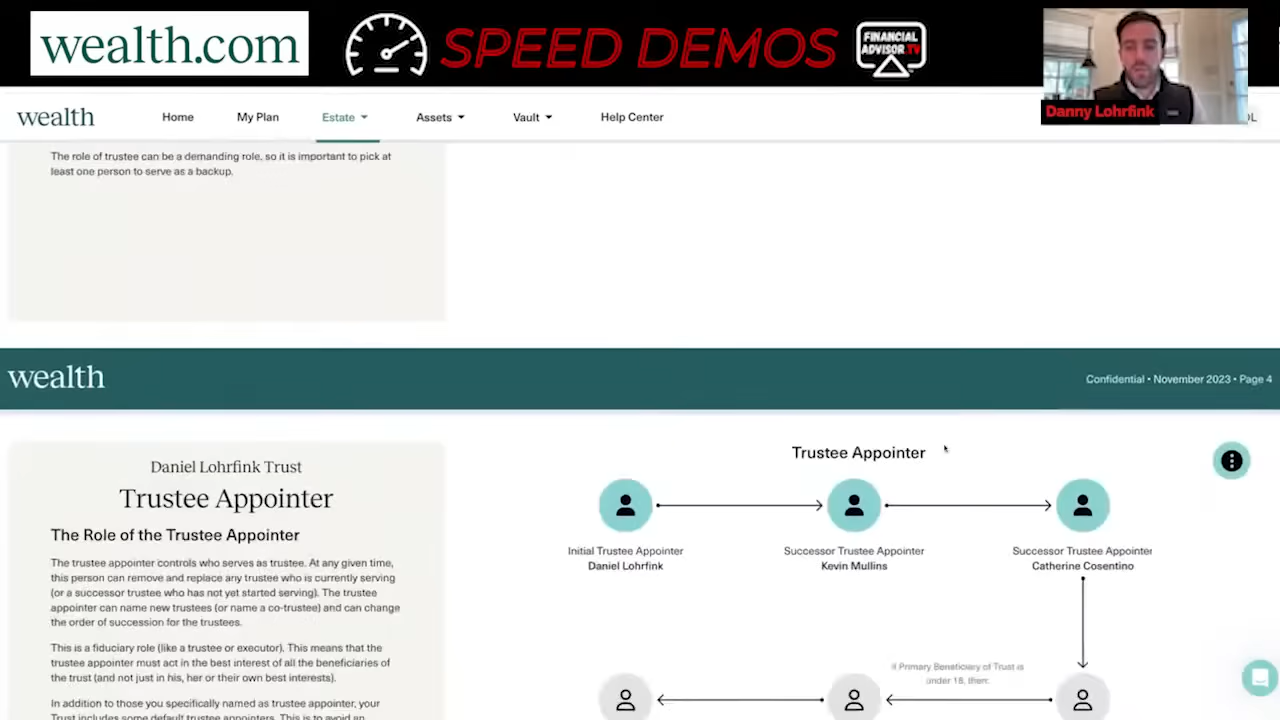 wealth.com
SPEED DEMOS
FINANCIAL
ADVISOR.TV
Danny Lohrfink
wealth
Home
My Plan
Estate
Assets
Vault
Help Center
DL
The role of trustee can be a demanding role, so it is important to pick at
least one person to serve as a backup.
wealth
Confidential • November 2023 • Page 4
Daniel Lohrfink Trust
Trustee Appointer
The Role of the Trustee Appointer
The trustee appointer controls who serves as trustee. At any given time,
this person can remove and replace any trustee who is currently serving
(or a successor trustee who has not yet started serving). The trustee
appointer can name new trustees (or name a co-trustee) and can change
the order of succession for the trustees.
This is a fiduciary role (like a trustee or executor). This means that the
trustee appointer must act in the best interest of all the beneficiaries of
the trust (and not just in his, her or their own best interests).
In addition to those you specifically named as trustee appointer, your
Trust includes some default trustee appointers. This is to avoid an
Trustee Appointer
Initial Trustee Appointer
Daniel Lohrfink
Successor Trustee Appointer
Kevin Mullins
Successor Trustee Appointer
Catherine Cosentino
If Primary Beneficiary of Trust is
under 18, then: